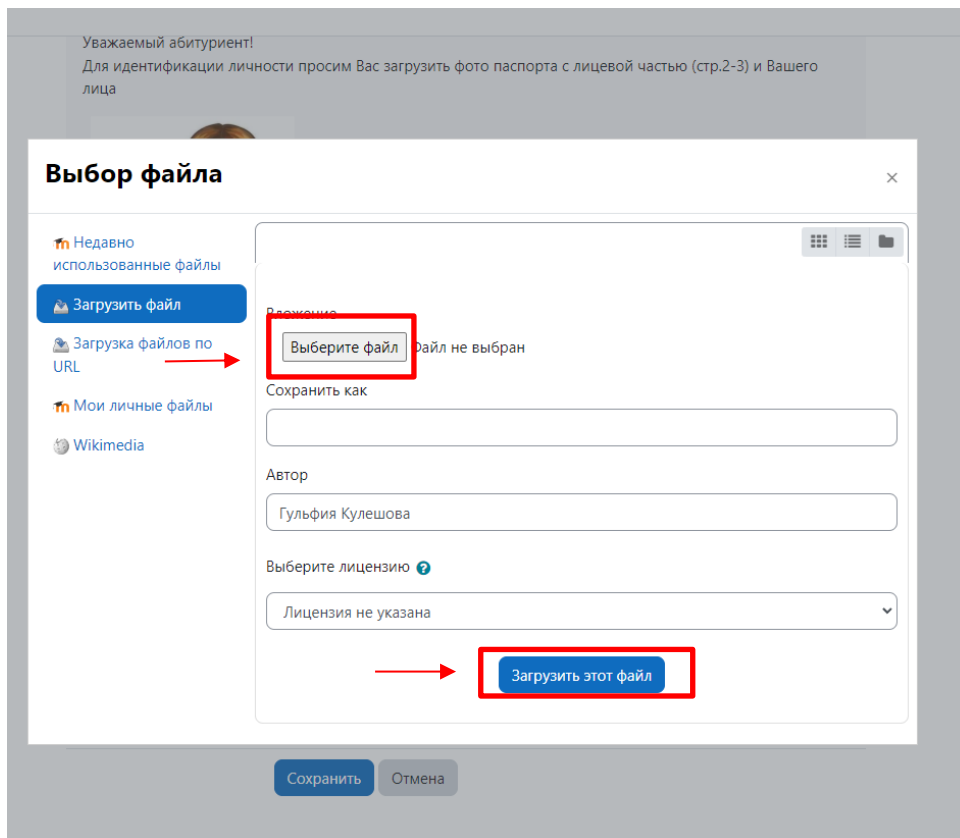 Уважаемый абитуриент!
Для идентификации личности просим Вас загрузить фото паспорта с лицевой частью (стр.2-3) и Вашего
лица
Выбор файла
×
Недавно
использованные файлы
Загрузить файл
Загрузка файлов по
URL
Мои личные файлы
Wikimedia
Вложение
Выберите файл Файл не выбран
Сохранить как
Автор
Гульфия Кулешова
Выберите лицензию ?
Лицензия не указана
Загрузить этот файл
Сохранить Отмена